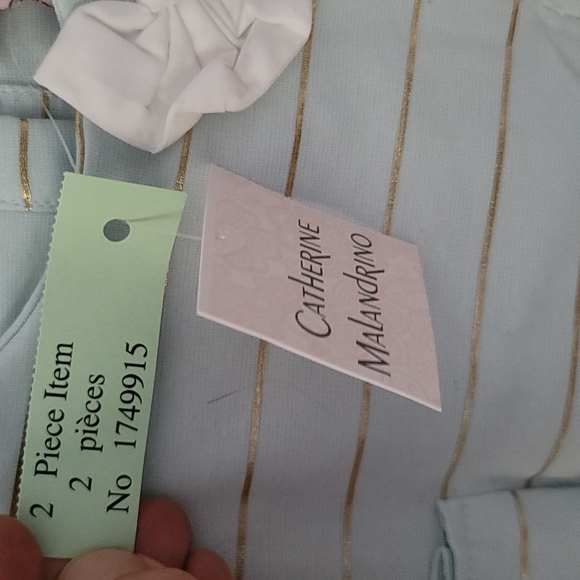 2 Piece Item
2 pièces
No 1749915
CATHERINE
MALANDRINO